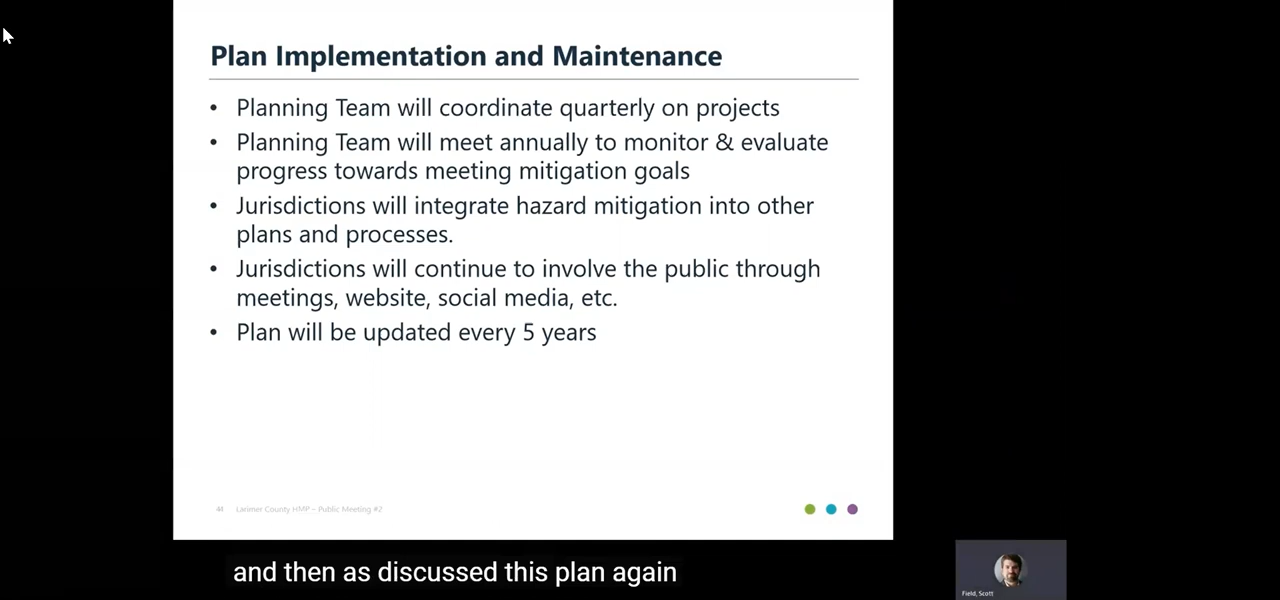 Plan Implementation and Maintenance
• Planning Team will coordinate quarterly on projects
• Planning Team will meet annually to monitor & evaluate
progress towards meeting mitigation goals
• Jurisdictions will integrate hazard mitigation into other
plans and processes.
• Jurisdictions will continue to involve the public through
meetings, website, social media, etc.
• Plan will be updated every 5 years
Larimer County HMP – Public Meeting #2
and then as discussed this plan again
Field, Scott